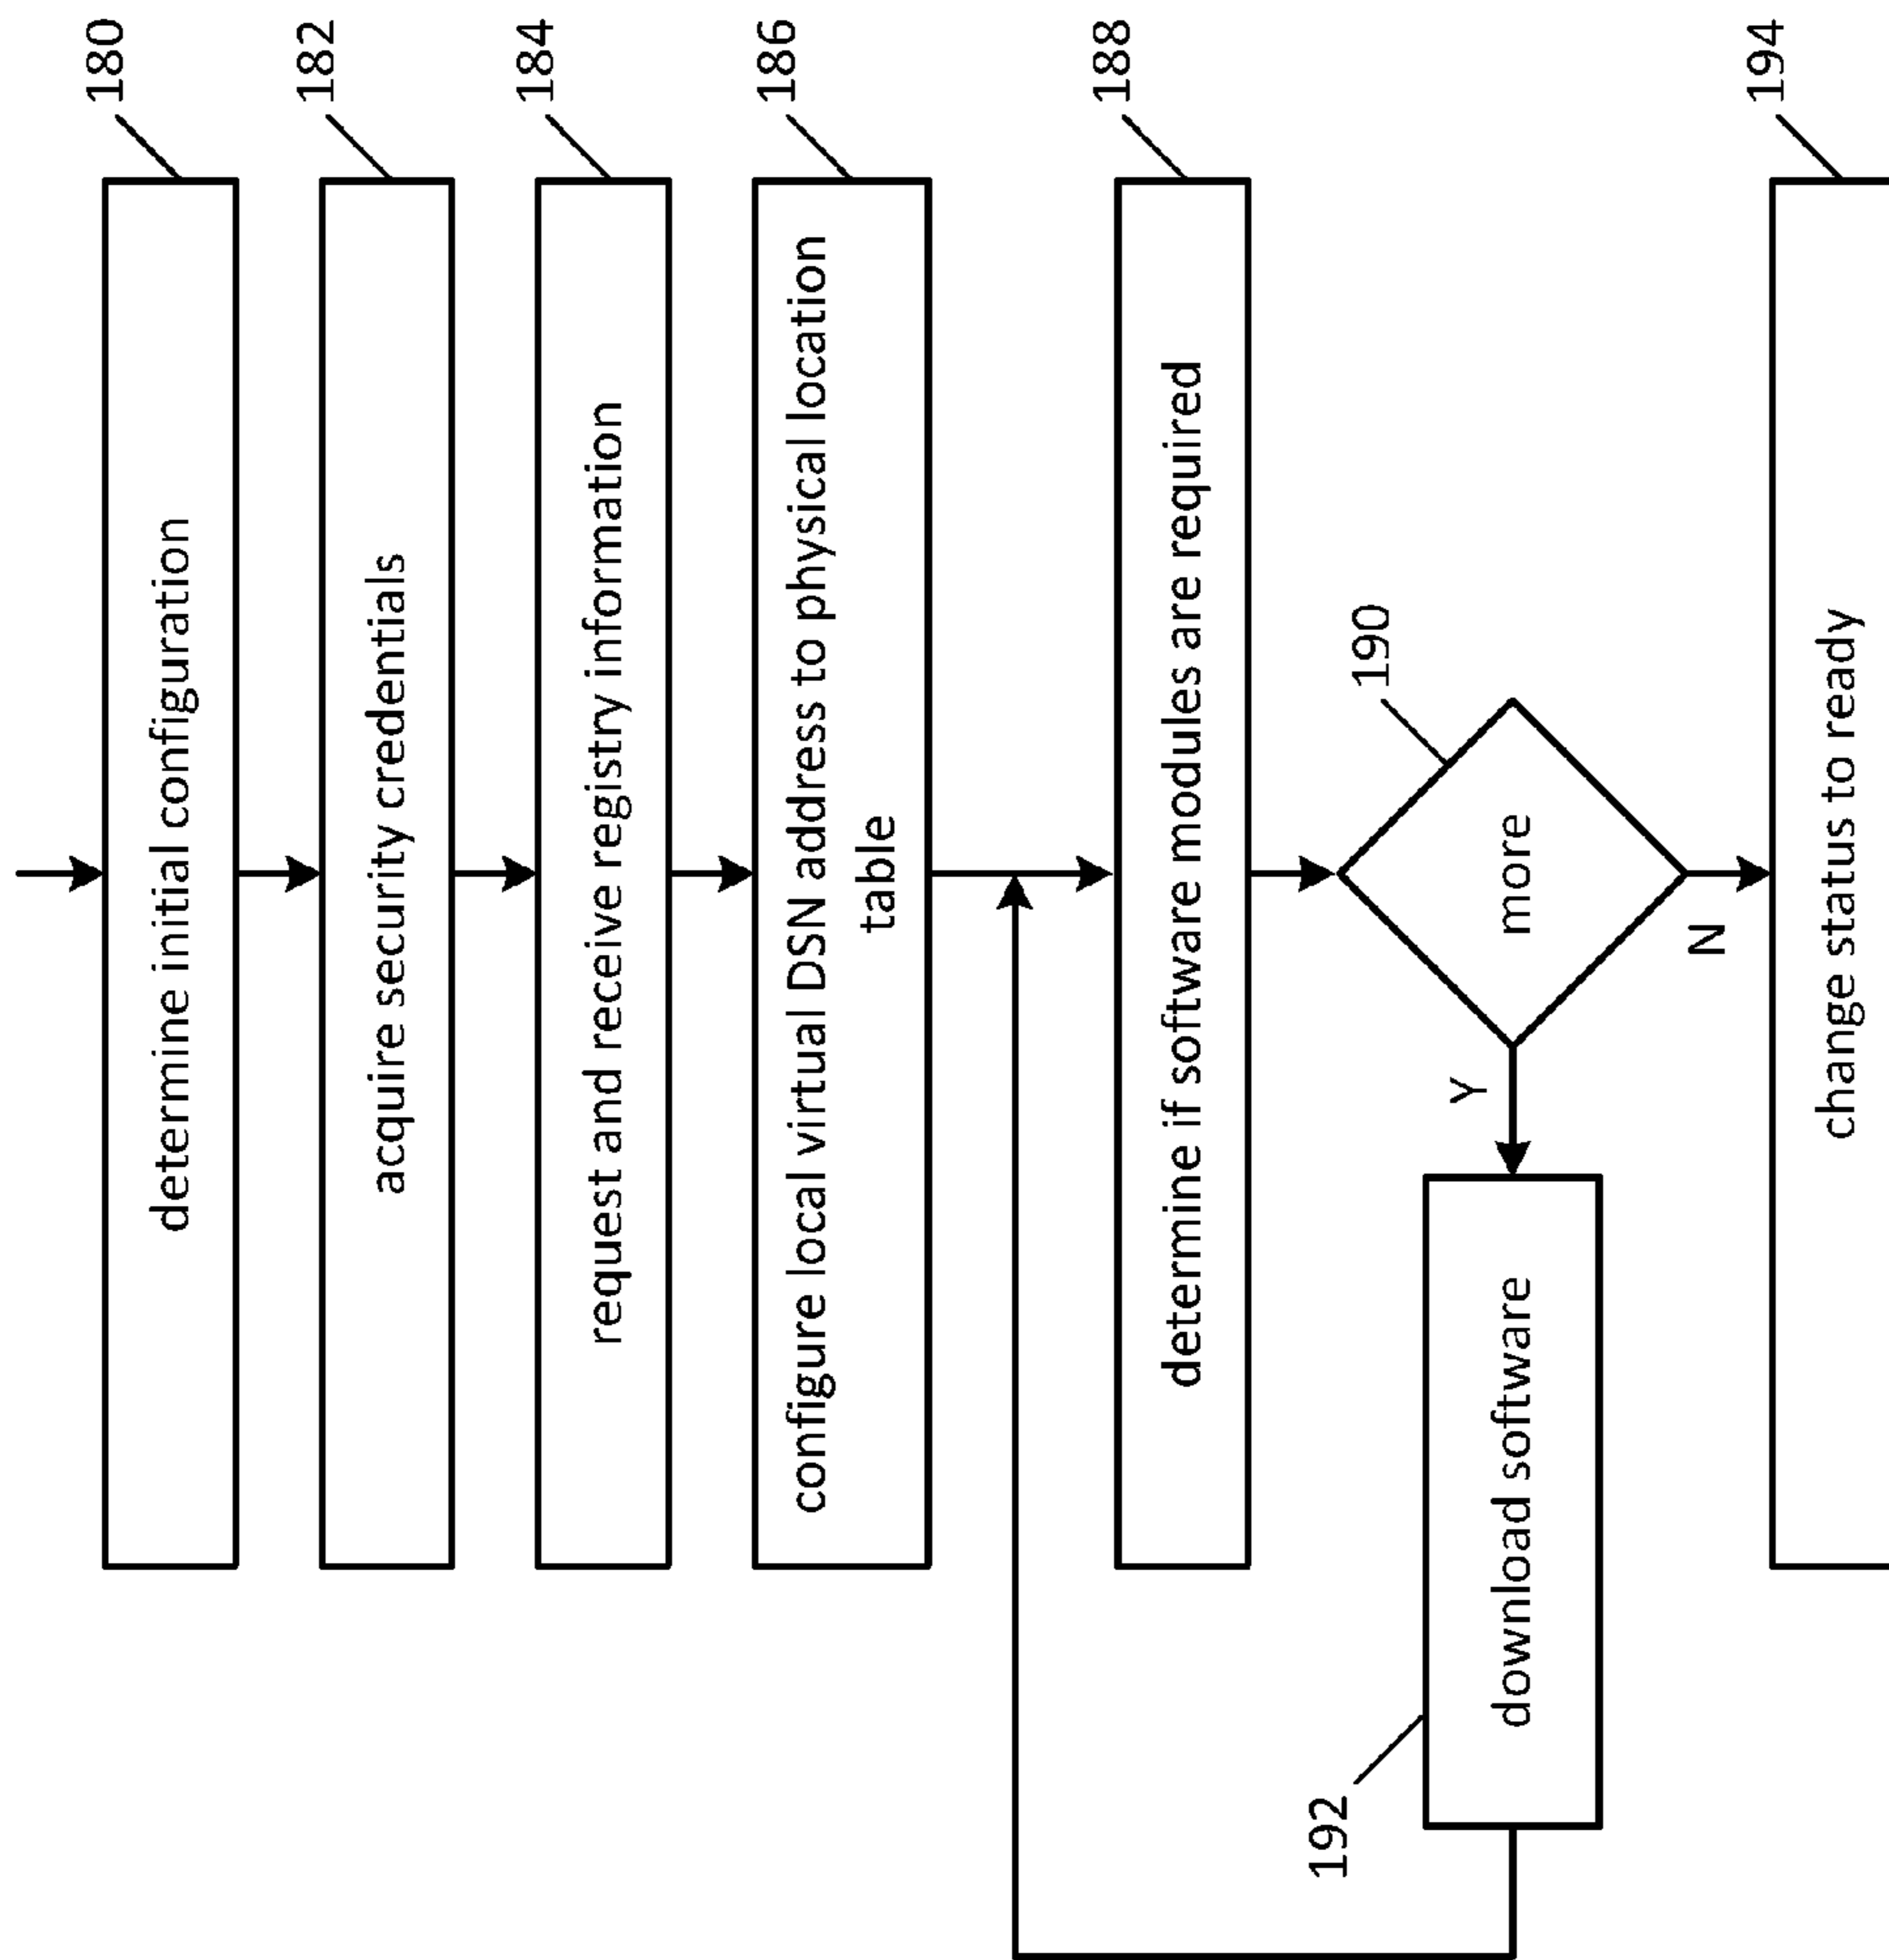 180
determine initial configuration
182
acquire security credentials
184
request and receive registry information
186
configure local virtual DSN address to physical location
table
188
determine if software modules are required
190
more
Y
N
192
download software
194
change status to ready